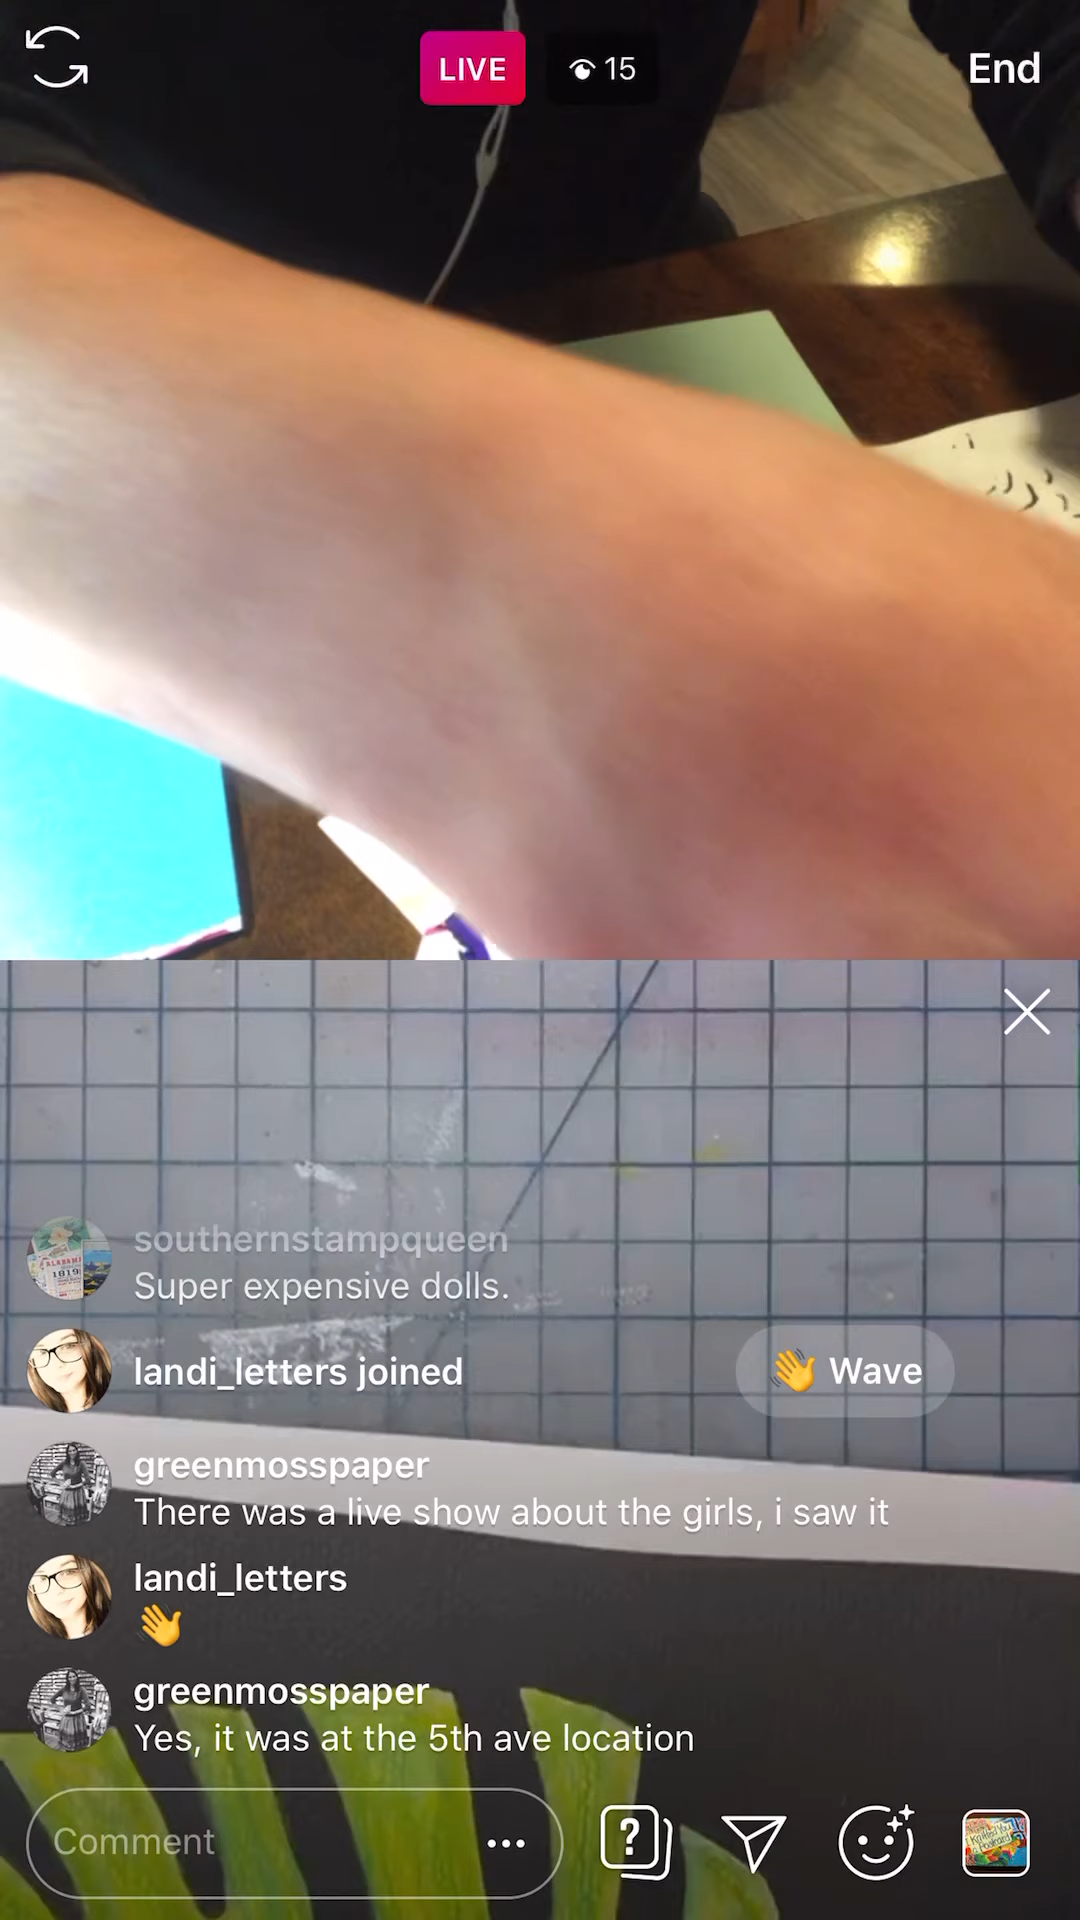 LIVE
15
End
southernstampqueen
Super expensive dolls.
landi_letters joined
👋 Wave
greenmosspaper
There was a live show about the girls, i saw it
landi_letters
👋
greenmosspaper
Yes, it was at the 5th ave location
Comment